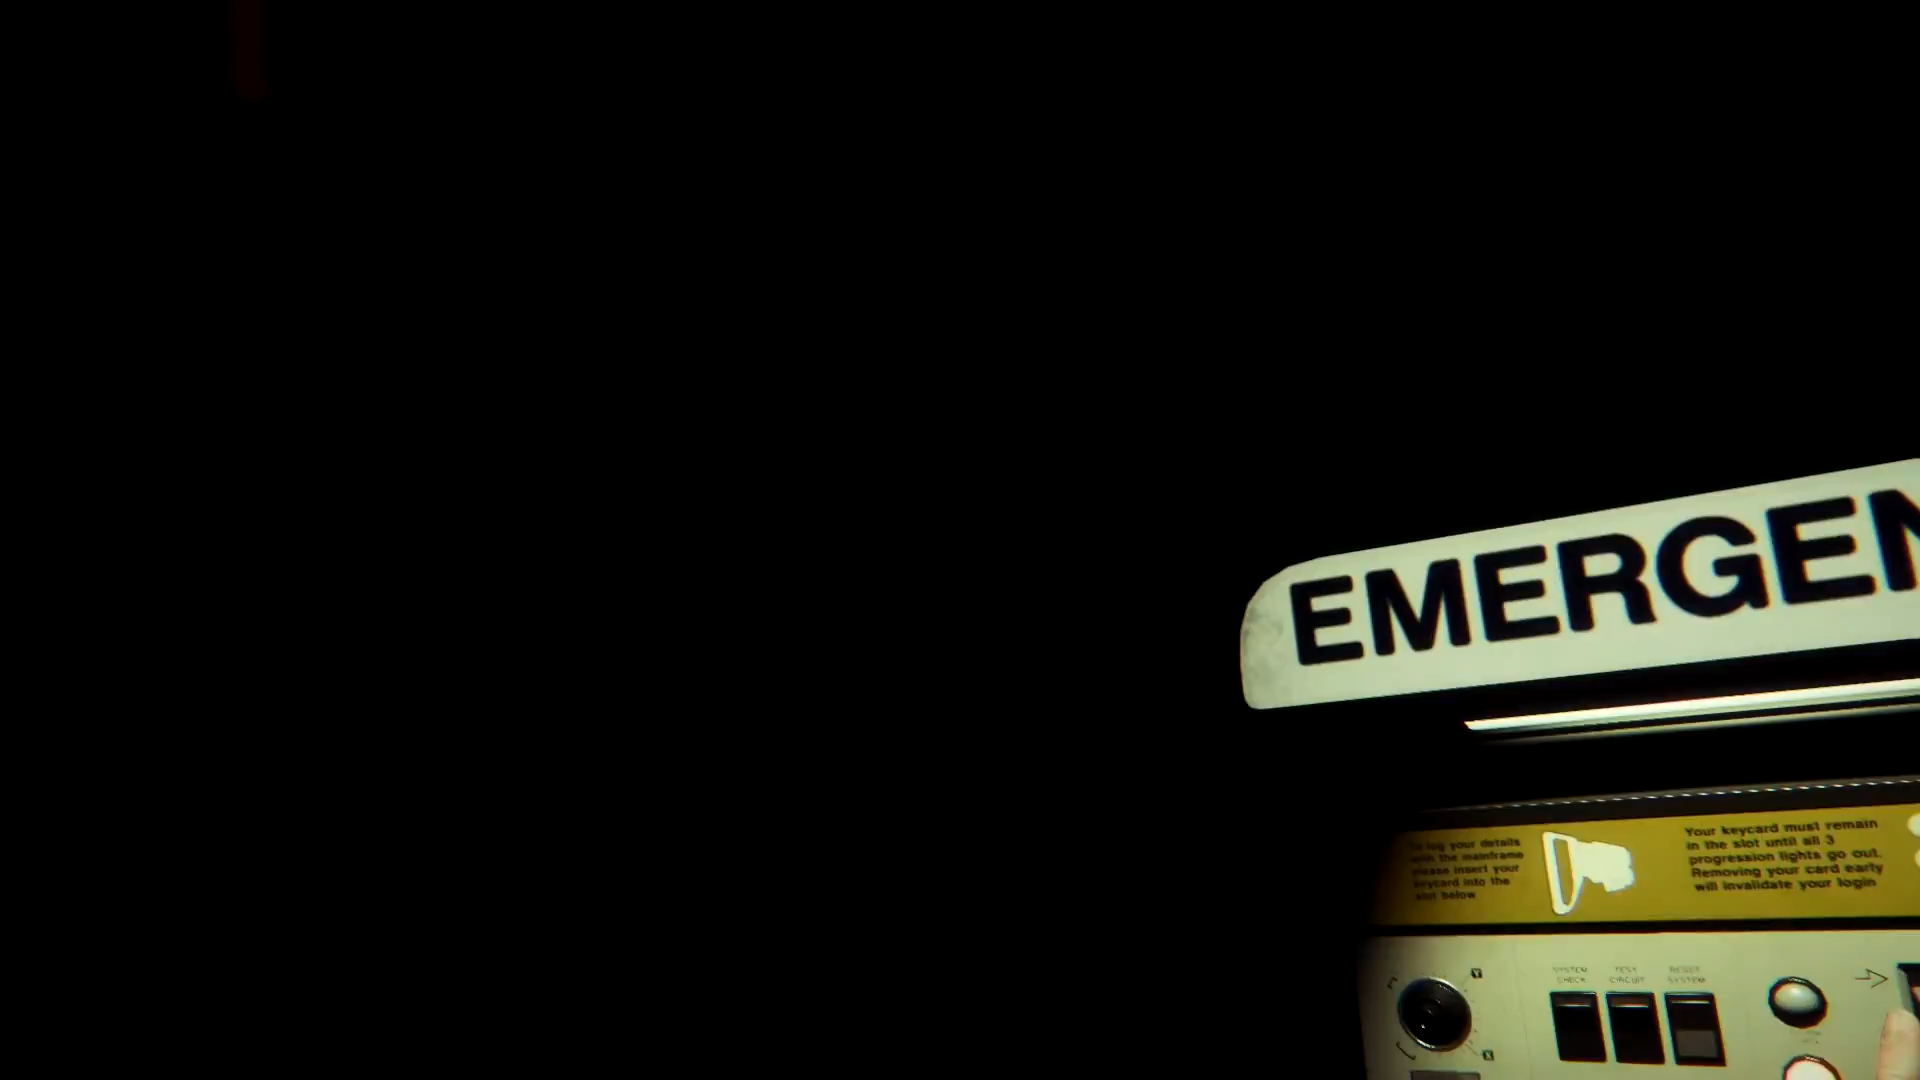 EMERGEN
To log your details
with the mainframe
please insert your
keycard into the
slot below
Your keycard must remain
in the slot until all 3
progression lights go out.
Removing your card early
will invalidate your login
SYSTEM
CHECK
TEST
CIRCUIT
RESET
SYSTEM
Y
X